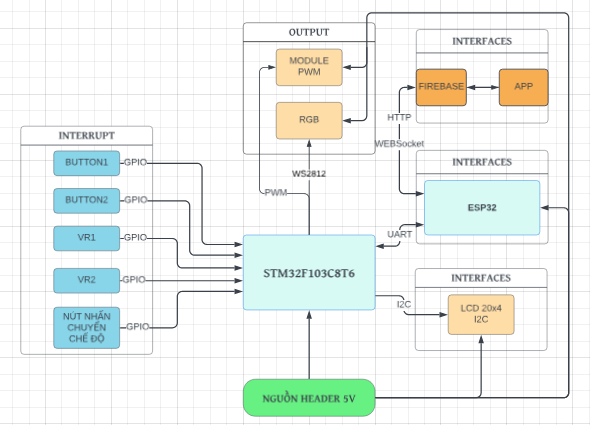 OUTPUT
MODULE
PWM
RGB
INTERFACES
FIREBASE
APP
HTTP
WEBSocket
INTERRUPT
BUTTON1
GPIO
BUTTON2
GPIO
VR1
GPIO
VR2
GPIO
NÚT NHẤN
CHUYỂN
CHẾ ĐỘ
GPIO
WS2812
PWM
INTERFACES
ESP32
UART
STM32F103C8T6
INTERFACES
LCD 20x4
I2C
I2C
NGUỒN HEADER 5V